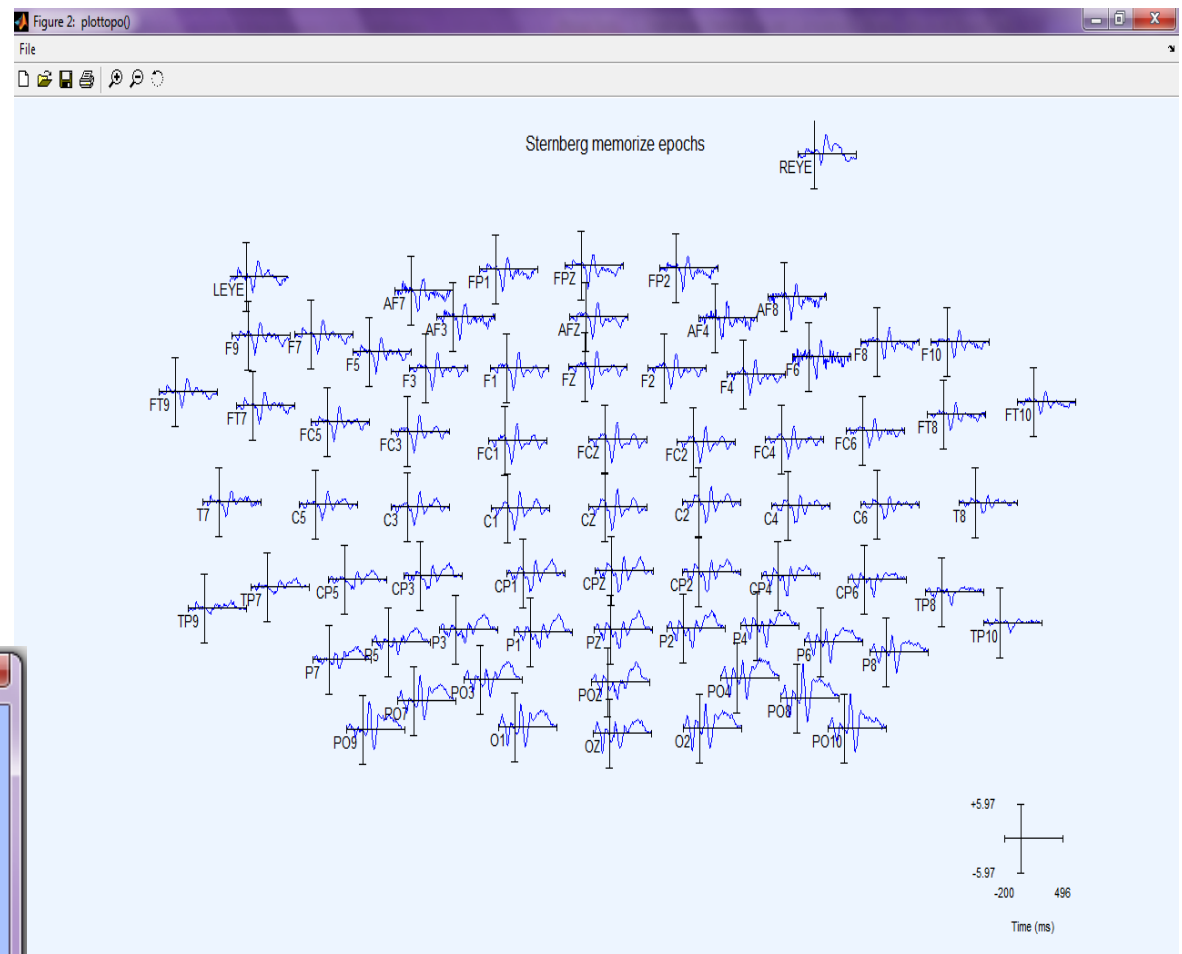 Figure 2: plottopo()
File
Sternberg memorize epochs
REYE
LEYE
FP1 FPZ FP2
AF7 AF3 AFZ AF4 AF8
F9 F7 F5 F3 F1 FZ F2 F4 F6 F8 F10
FT9 FT7 FC5 FC3 FC1 FCZ FC2 FC4 FC6 FT8 FT10
T7 C5 C3 C1 CZ C2 C4 C6 T8
TP9 TP7 CP5 CP3 CP1 CPZ CP2 CP4 CP6 TP8 TP10
P7 P5 P3 P1 PZ P2 P4 P6 P8
PO9 PO7 PO3 POZ PO4 PO8 PO10
O1 OZ O2
+5.97
-5.97
-200 496
Time (ms)